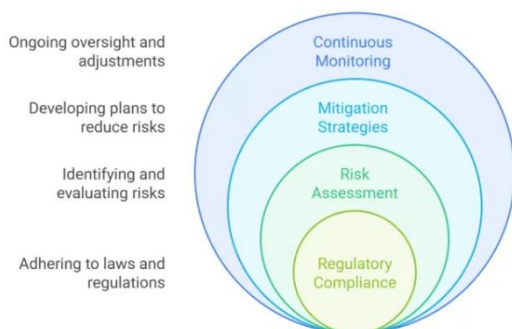 Ongoing oversight and
adjustments
Continuous
Monitoring
Developing plans to
reduce risks
Mitigation
Strategies
Identifying and
evaluating risks
Risk
Assessment
Adhering to laws and
regulations
Regulatory
Compliance